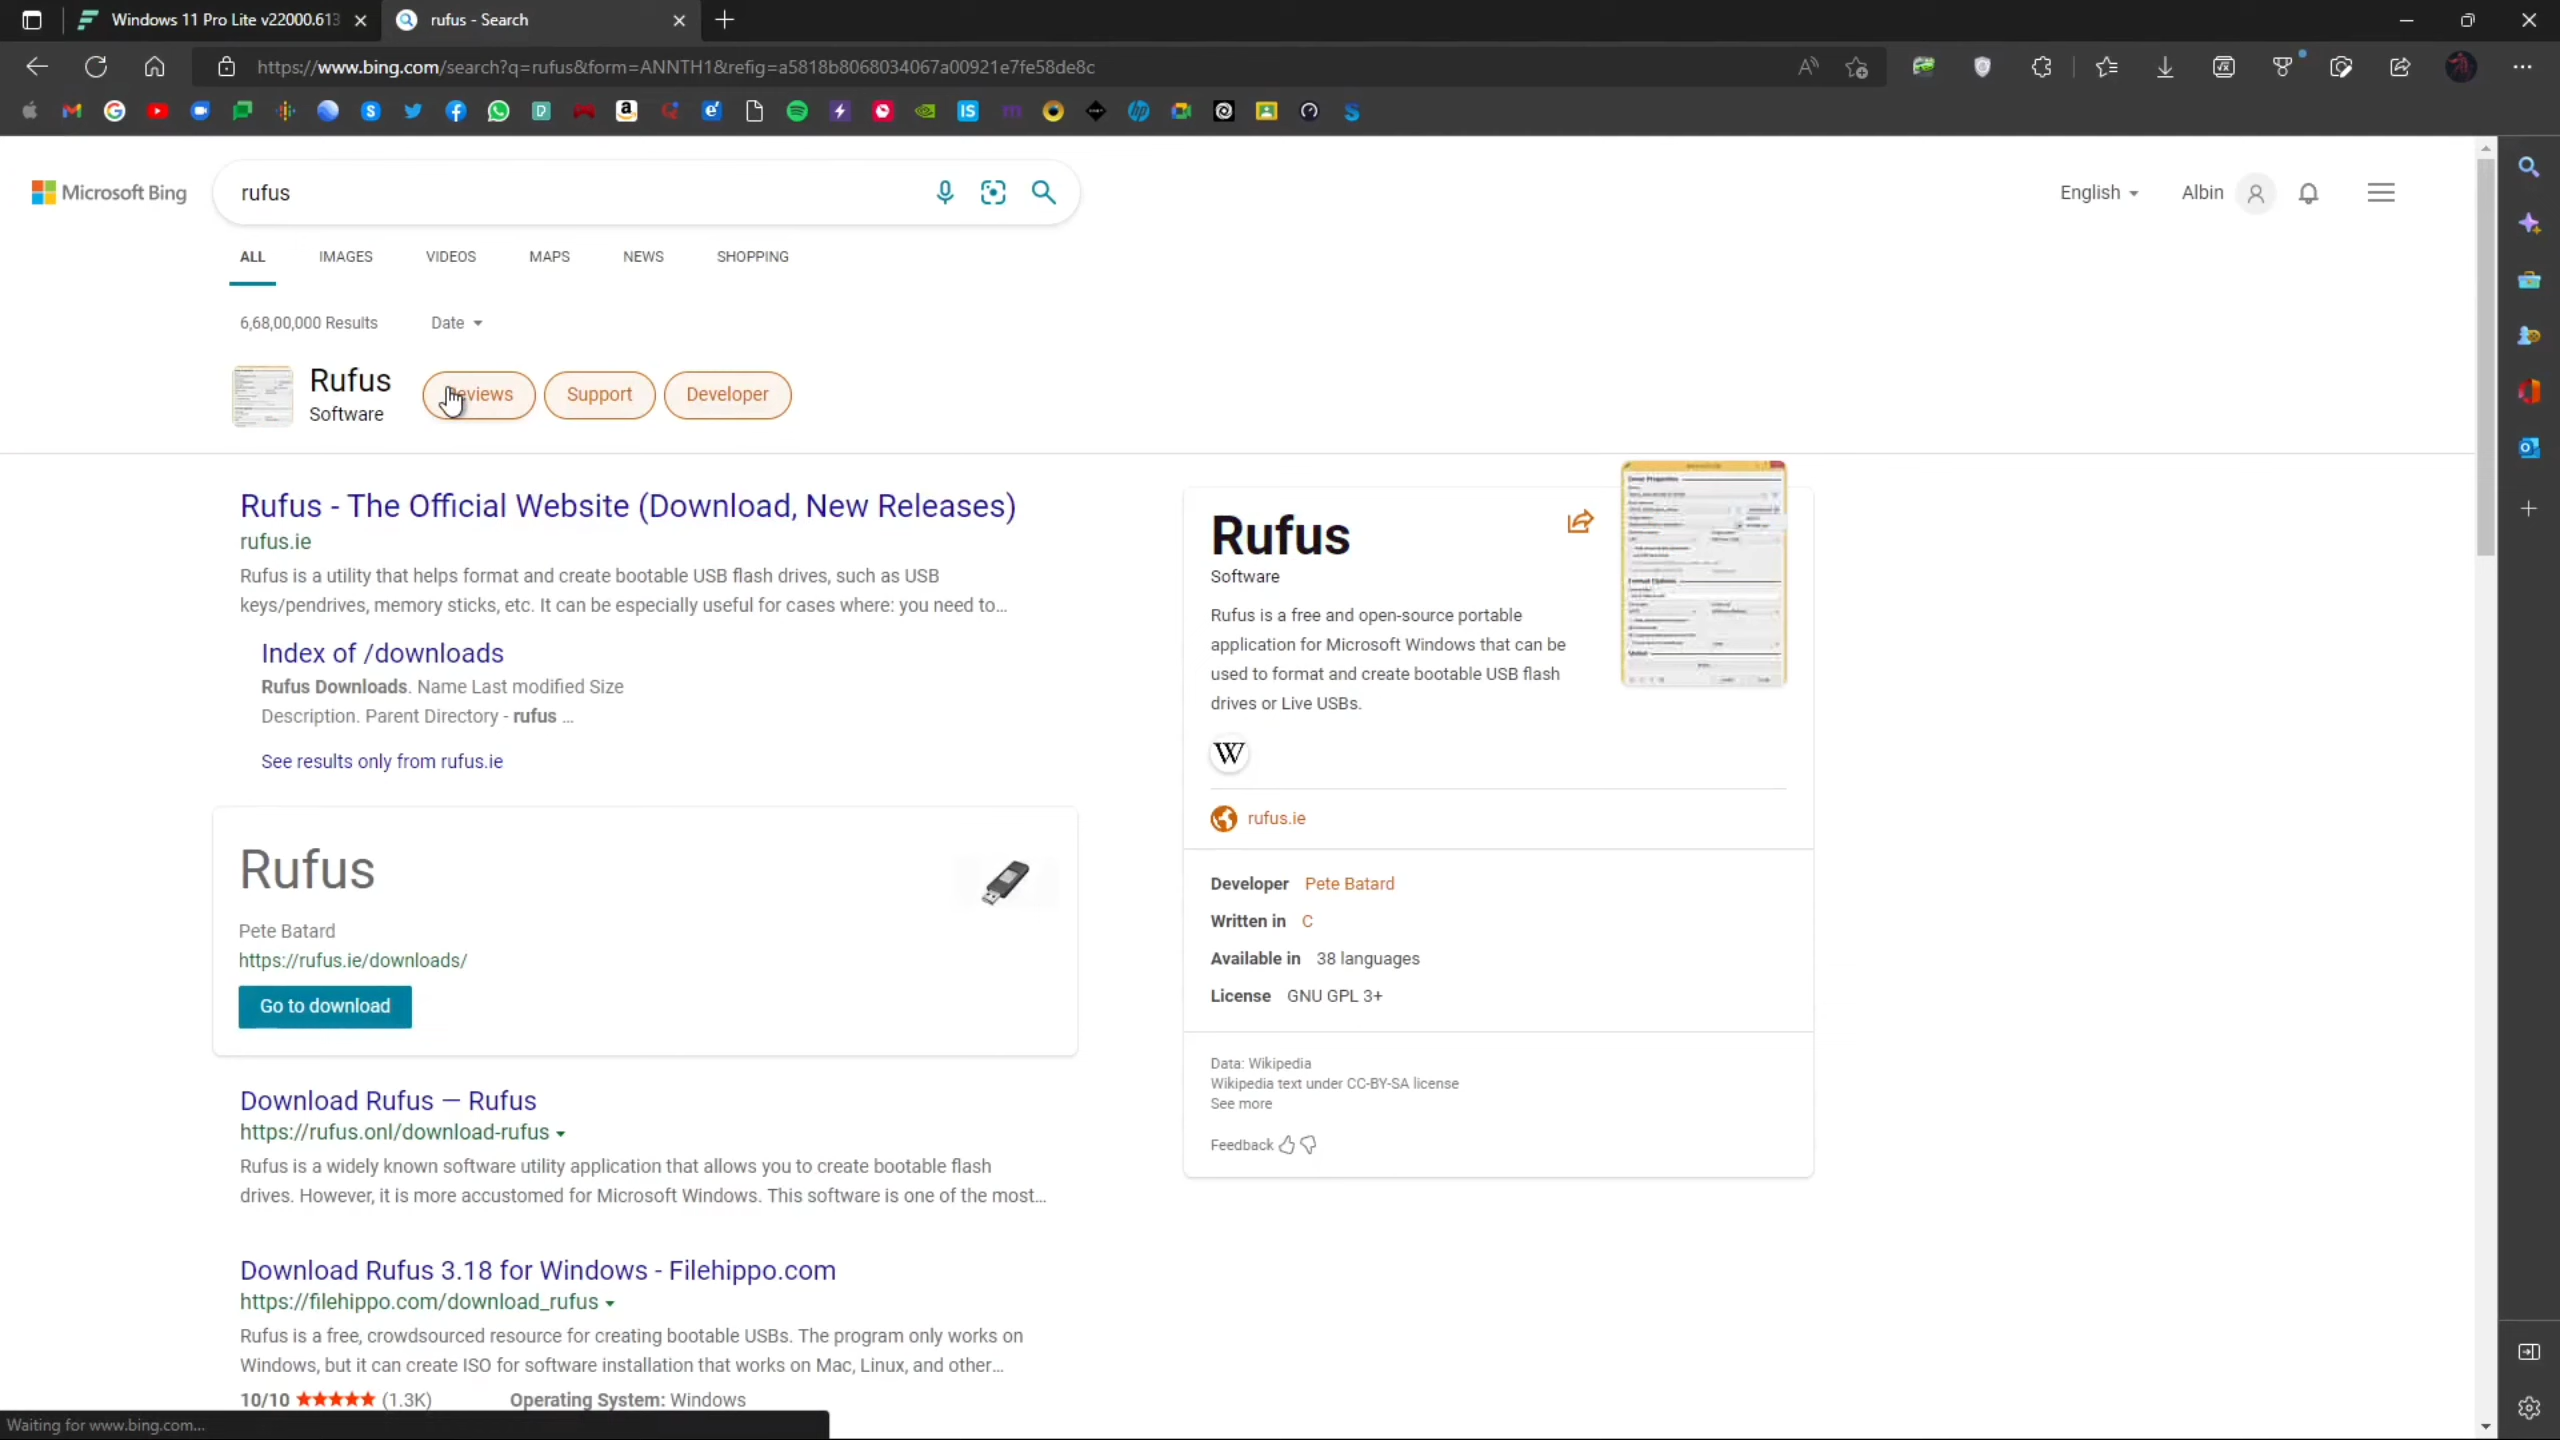 Windows 11 Pro Lite v22000.613
rufus - Search
https://www.bing.com/search?q=rufus&form=ANNTH1&refig=a5818b8068034067a00921e7fe58de8c
Microsoft Bing
rufus
English
Albin
ALL IMAGES VIDEOS MAPS NEWS SHOPPING
6,68,00,000 Results Date
Rufus
Software
Support Developer
Rufus - The Official Website (Download, New Releases)
rufus.ie
Rufus is a utility that helps format and create bootable USB flash drives, such as USB
keys/pendrives, memory sticks, etc. It can be especially useful for cases where: you need to...
Index of /downloads
Rufus Downloads. Name Last modified Size
Description. Parent Directory - rufus ...
See results only from rufus.ie
Rufus
Pete Batard
https://rufus.ie/downloads/
Go to download
Download Rufus — Rufus
https://rufus.onl/download-rufus
Rufus is a widely known software utility application that allows you to create bootable flash
drives. However, it is more accustomed for Microsoft Windows. This software is one of the most...
Download Rufus 3.18 for Windows - Filehippo.com
https://filehippo.com/download_rufus
Rufus is a free, crowdsourced resource for creating bootable USBs. The program only works on
Windows, but it can create ISO for software installation that works on Mac, Linux, and other...
10/10 (1.3K) Operating System: Windows
Rufus
Software
Rufus is a free and open-source portable
application for Microsoft Windows that can be
used to format and create bootable USB flash
drives or Live USBs.
W
rufus.ie
Developer Pete Batard
Written in C
Available in 38 languages
License GNU GPL 3+
Data: Wikipedia
Wikipedia text under CC-BY-SA license
See more
Feedback
Waiting for www.bing.com...